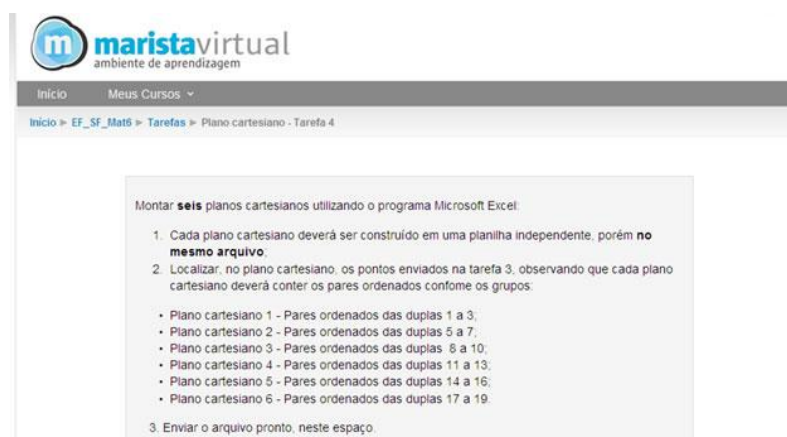 m maristavirtual
ambiente de aprendizagem
Início Meus Cursos
Início ► EF_SF_Mat6 ► Tarefas ► Plano cartesiano - Tarefa 4
Montar seis planos cartesianos utilizando o programa Microsoft Excel:
1. Cada plano cartesiano deverá ser construído em uma planilha independente, porém no
mesmo arquivo;
2. Localizar, no plano cartesiano, os pontos enviados na tarefa 3, observando que cada plano
cartesiano deverá conter os pares ordenados confome os grupos:
• Plano cartesiano 1 - Pares ordenados das duplas 1 a 3;
• Plano cartesiano 2 - Pares ordenados das duplas 5 a 7;
• Plano cartesiano 3 - Pares ordenados das duplas 8 a 10;
• Plano cartesiano 4 - Pares ordenados das duplas 11 a 13;
• Plano cartesiano 5 - Pares ordenados das duplas 14 a 16;
• Plano cartesiano 6 - Pares ordenados das duplas 17 a 19.
3. Enviar o arquivo pronto, neste espaço.